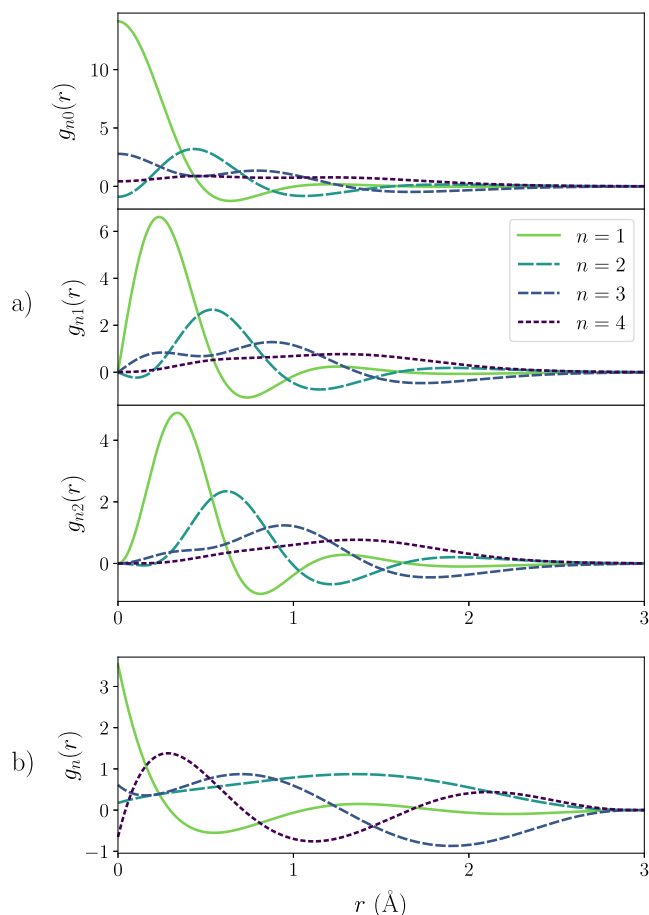 a)
g_{n0}(r)
10
5
0
g_{n1}(r)
6
4
2
0
n = 1
n = 2
n = 3
n = 4
g_{n2}(r)
4
2
0
0 1 2 3
b)
g_n(r)
3
2
1
0
−1
0 1 2 3
r (Å)